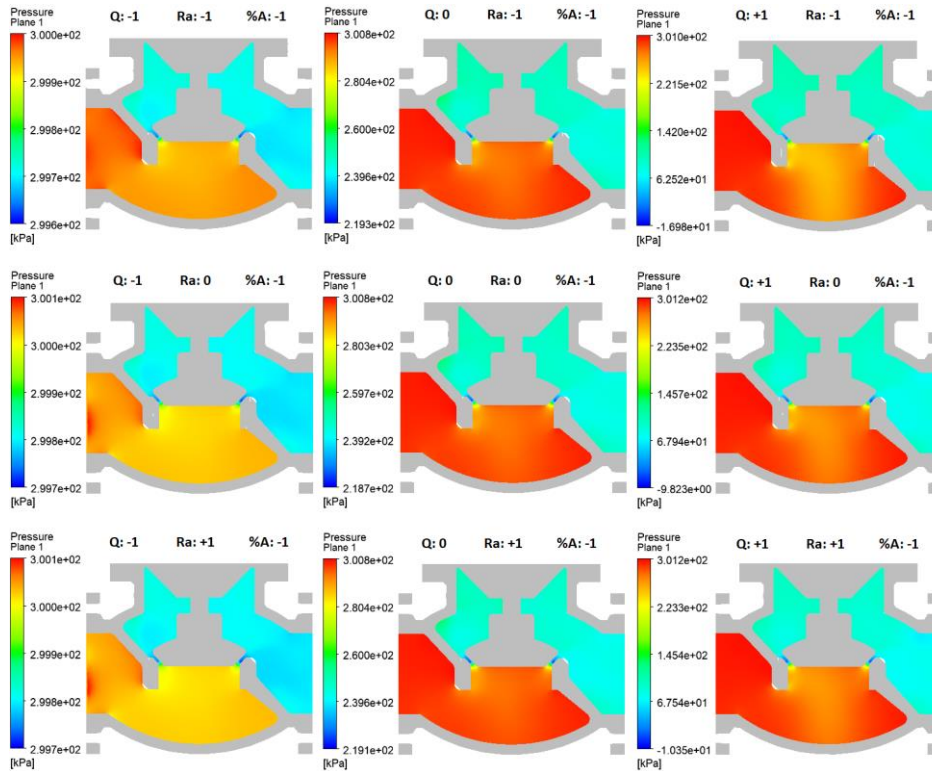 Pressure
Plane 1
Q: -1 Ra: -1 %A: -1
3.000e+02
2.999e+02
2.998e+02
2.997e+02
2.996e+02
[kPa]
Pressure
Plane 1
Q: 0 Ra: -1 %A: -1
3.008e+02
2.804e+02
2.600e+02
2.396e+02
2.193e+02
[kPa]
Pressure
Plane 1
Q: +1 Ra: -1 %A: -1
3.010e+02
2.215e+02
1.420e+02
6.252e+01
-1.698e+01
[kPa]
Pressure
Plane 1
Q: -1 Ra: 0 %A: -1
3.001e+02
3.000e+02
2.999e+02
2.998e+02
2.997e+02
[kPa]
Pressure
Plane 1
Q: 0 Ra: 0 %A: -1
3.008e+02
2.803e+02
2.597e+02
2.392e+02
2.187e+02
[kPa]
Pressure
Plane 1
Q: +1 Ra: 0 %A: -1
3.012e+02
2.235e+02
1.457e+02
6.794e+01
-9.823e+00
[kPa]
Pressure
Plane 1
Q: -1 Ra: +1 %A: -1
3.001e+02
3.000e+02
2.999e+02
2.998e+02
2.997e+02
[kPa]
Pressure
Plane 1
Q: 0 Ra: +1 %A: -1
3.008e+02
2.804e+02
2.600e+02
2.396e+02
2.191e+02
[kPa]
Pressure
Plane 1
Q: +1 Ra: +1 %A: -1
3.012e+02
2.233e+02
1.454e+02
6.754e+01
-1.035e+01
[kPa]